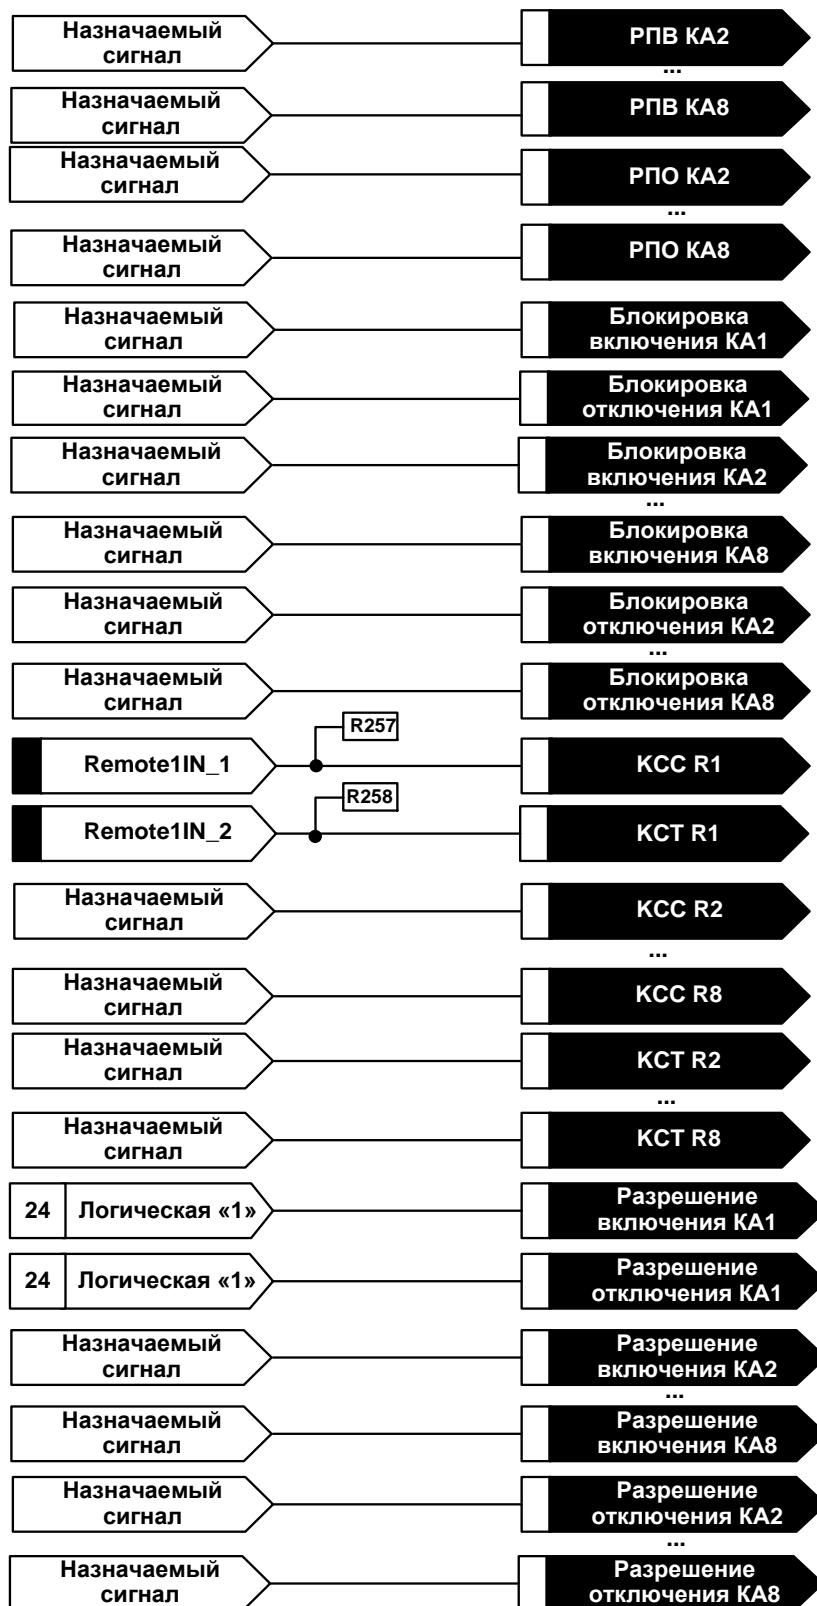 Назначаемый
сигнал
РПВ КА2
...
Назначаемый
сигнал
РПВ КА8
Назначаемый
сигнал
РПО КА2
...
Назначаемый
сигнал
РПО КА8
Назначаемый
сигнал
Блокировка
включения КА1
Назначаемый
сигнал
Блокировка
отключения КА1
Назначаемый
сигнал
Блокировка
включения КА2
...
Назначаемый
сигнал
Блокировка
включения КА8
Назначаемый
сигнал
Блокировка
отключения КА2
...
Назначаемый
сигнал
Блокировка
отключения КА8
R257
Remote1IN_1
KCC R1
R258
Remote1IN_2
KCT R1
Назначаемый
сигнал
KCC R2
...
Назначаемый
сигнал
KCC R8
Назначаемый
сигнал
KCT R2
...
Назначаемый
сигнал
KCT R8
24 Логическая «1»
Разрешение
включения КА1
24 Логическая «1»
Разрешение
отключения КА1
Назначаемый
сигнал
Разрешение
включения КА2
...
Назначаемый
сигнал
Разрешение
включения КА8
Назначаемый
сигнал
Разрешение
отключения КА2
...
Назначаемый
сигнал
Разрешение
отключения КА8